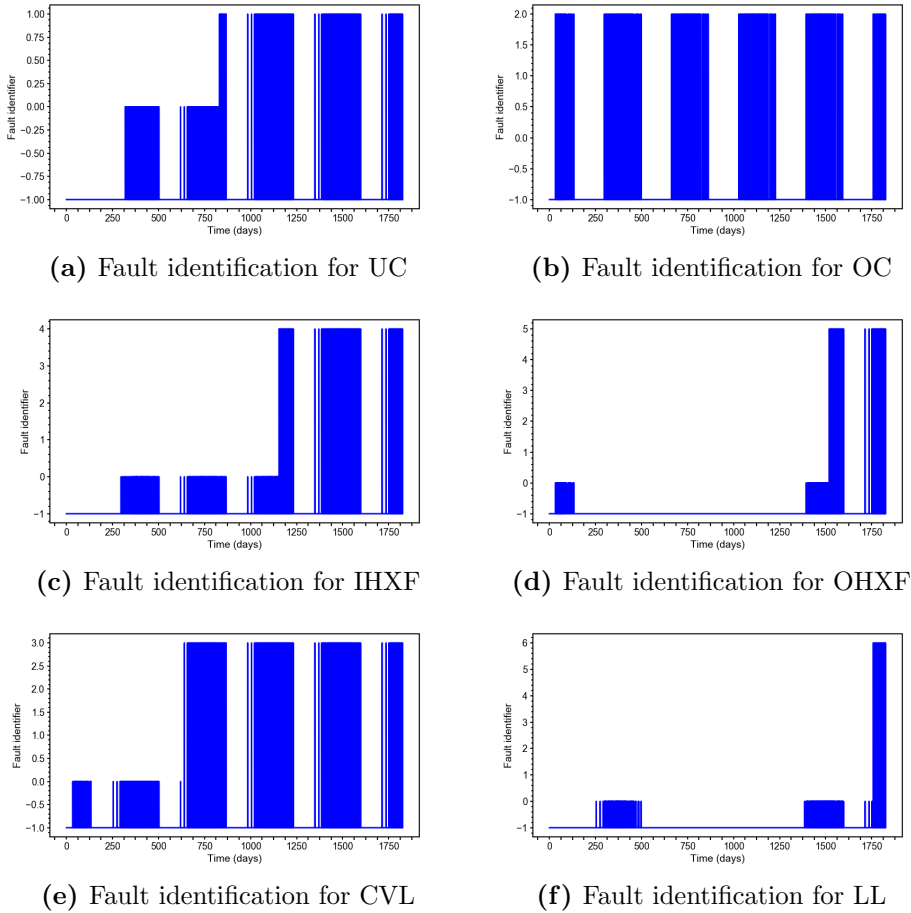 1.00
0.75
0.50
0.25
0.00
−0.25
−0.50
−0.75
−1.00
Fault identifier
0 250 500 750 1000 1250 1500 1750
Time (days)
(a) Fault identification for UC
2.0
1.5
1.0
0.5
0.0
−0.5
−1.0
Fault identifier
0 250 500 750 1000 1250 1500 1750
Time (days)
(b) Fault identification for OC
4
3
2
1
0
−1
Fault identifier
0 250 500 750 1000 1250 1500 1750
Time (days)
(c) Fault identification for IHXF
5
4
3
2
1
0
−1
Fault identifier
0 250 500 750 1000 1250 1500 1750
Time (days)
(d) Fault identification for OHXF
3.0
2.5
2.0
1.5
1.0
0.5
0.0
−0.5
−1.0
Fault identifier
0 250 500 750 1000 1250 1500 1750
Time (days)
(e) Fault identification for CVL
6
5
4
3
2
1
0
−1
Fault identifier
0 250 500 750 1000 1250 1500 1750
Time (days)
(f) Fault identification for LL